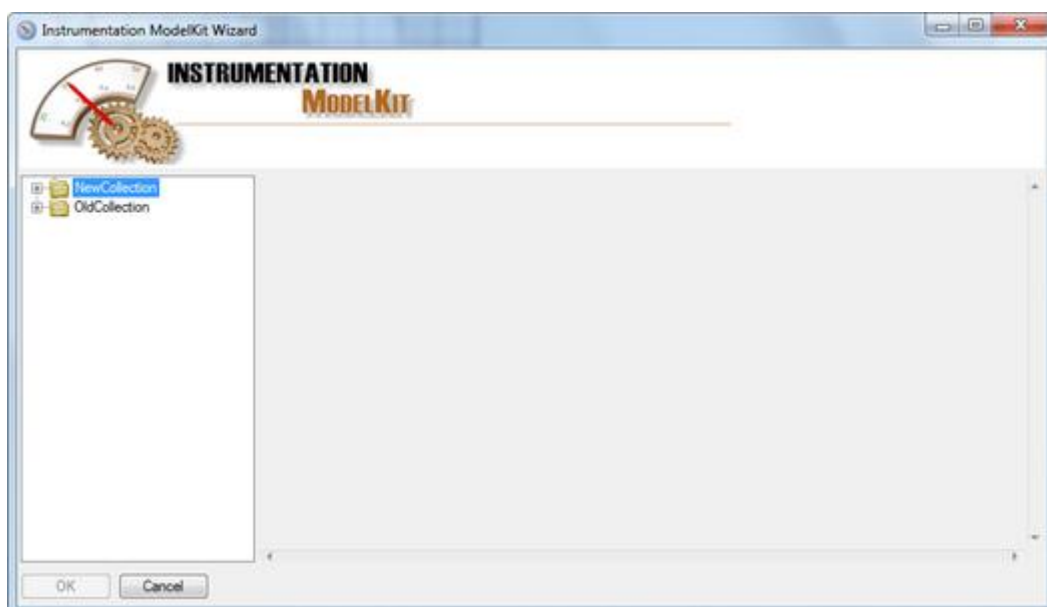 Instrumentation ModelKit Wizard
INSTRUMENTATION
MODELKIT
NewCollection
OldCollection
OK
Cancel